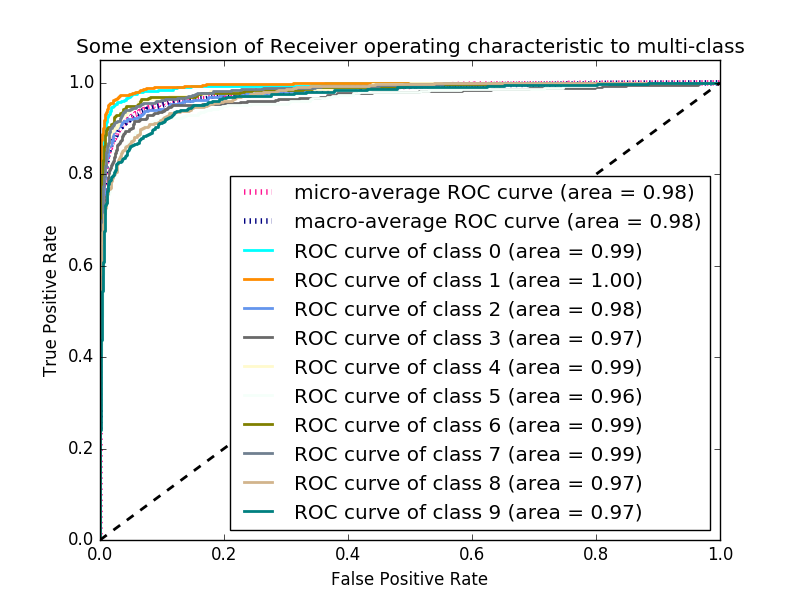 Some extension of Receiver operating characteristic to multi-class
1.0
0.8
0.6
0.4
0.2
0.0
True Positive Rate
micro-average ROC curve (area = 0.98)
macro-average ROC curve (area = 0.98)
ROC curve of class 0 (area = 0.99)
ROC curve of class 1 (area = 1.00)
ROC curve of class 2 (area = 0.98)
ROC curve of class 3 (area = 0.97)
ROC curve of class 4 (area = 0.99)
ROC curve of class 5 (area = 0.96)
ROC curve of class 6 (area = 0.99)
ROC curve of class 7 (area = 0.99)
ROC curve of class 8 (area = 0.97)
ROC curve of class 9 (area = 0.97)
0.0 0.2 0.4 0.6 0.8 1.0
False Positive Rate